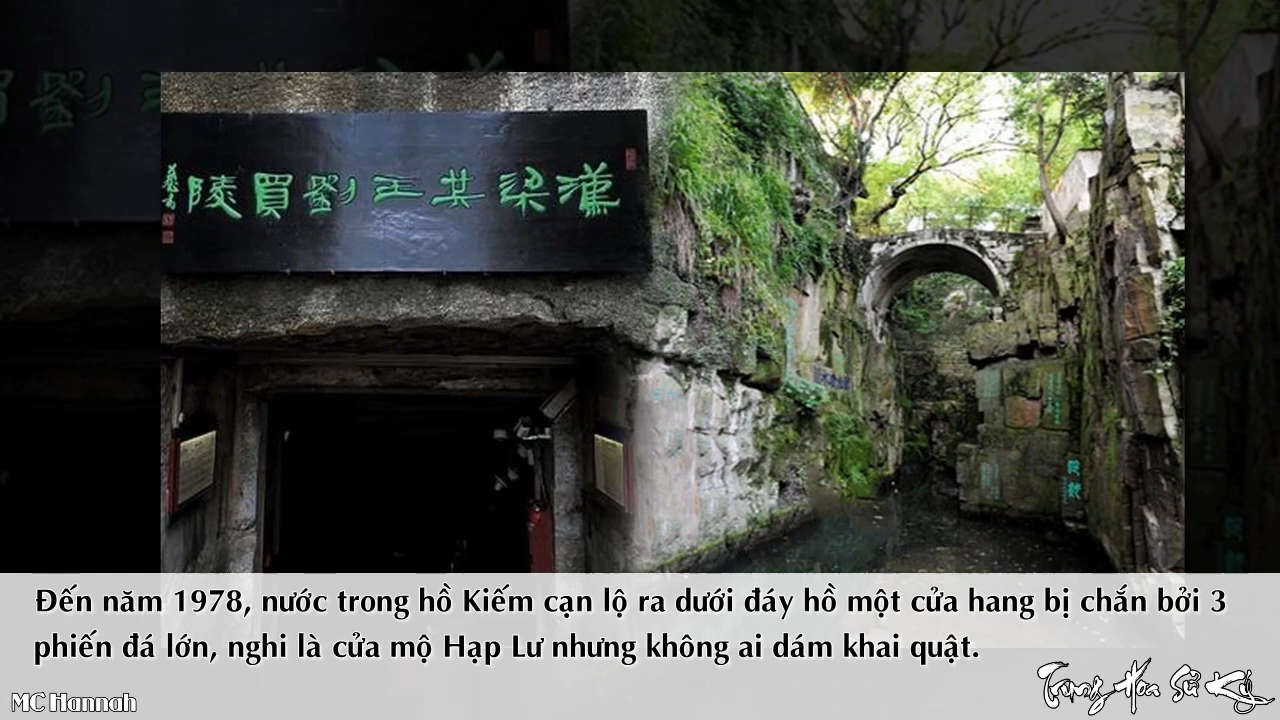 漢梁共王劉買陵
Đến năm 1978, nước trong hồ Kiếm cạn lộ ra dưới đáy hồ một cửa hang bị chắn bởi 3
phiến đá lớn, nghi là cửa mộ Hạp Lư nhưng không ai dám khai quật.
MC Hannah
Trung Hoa Sử Ký